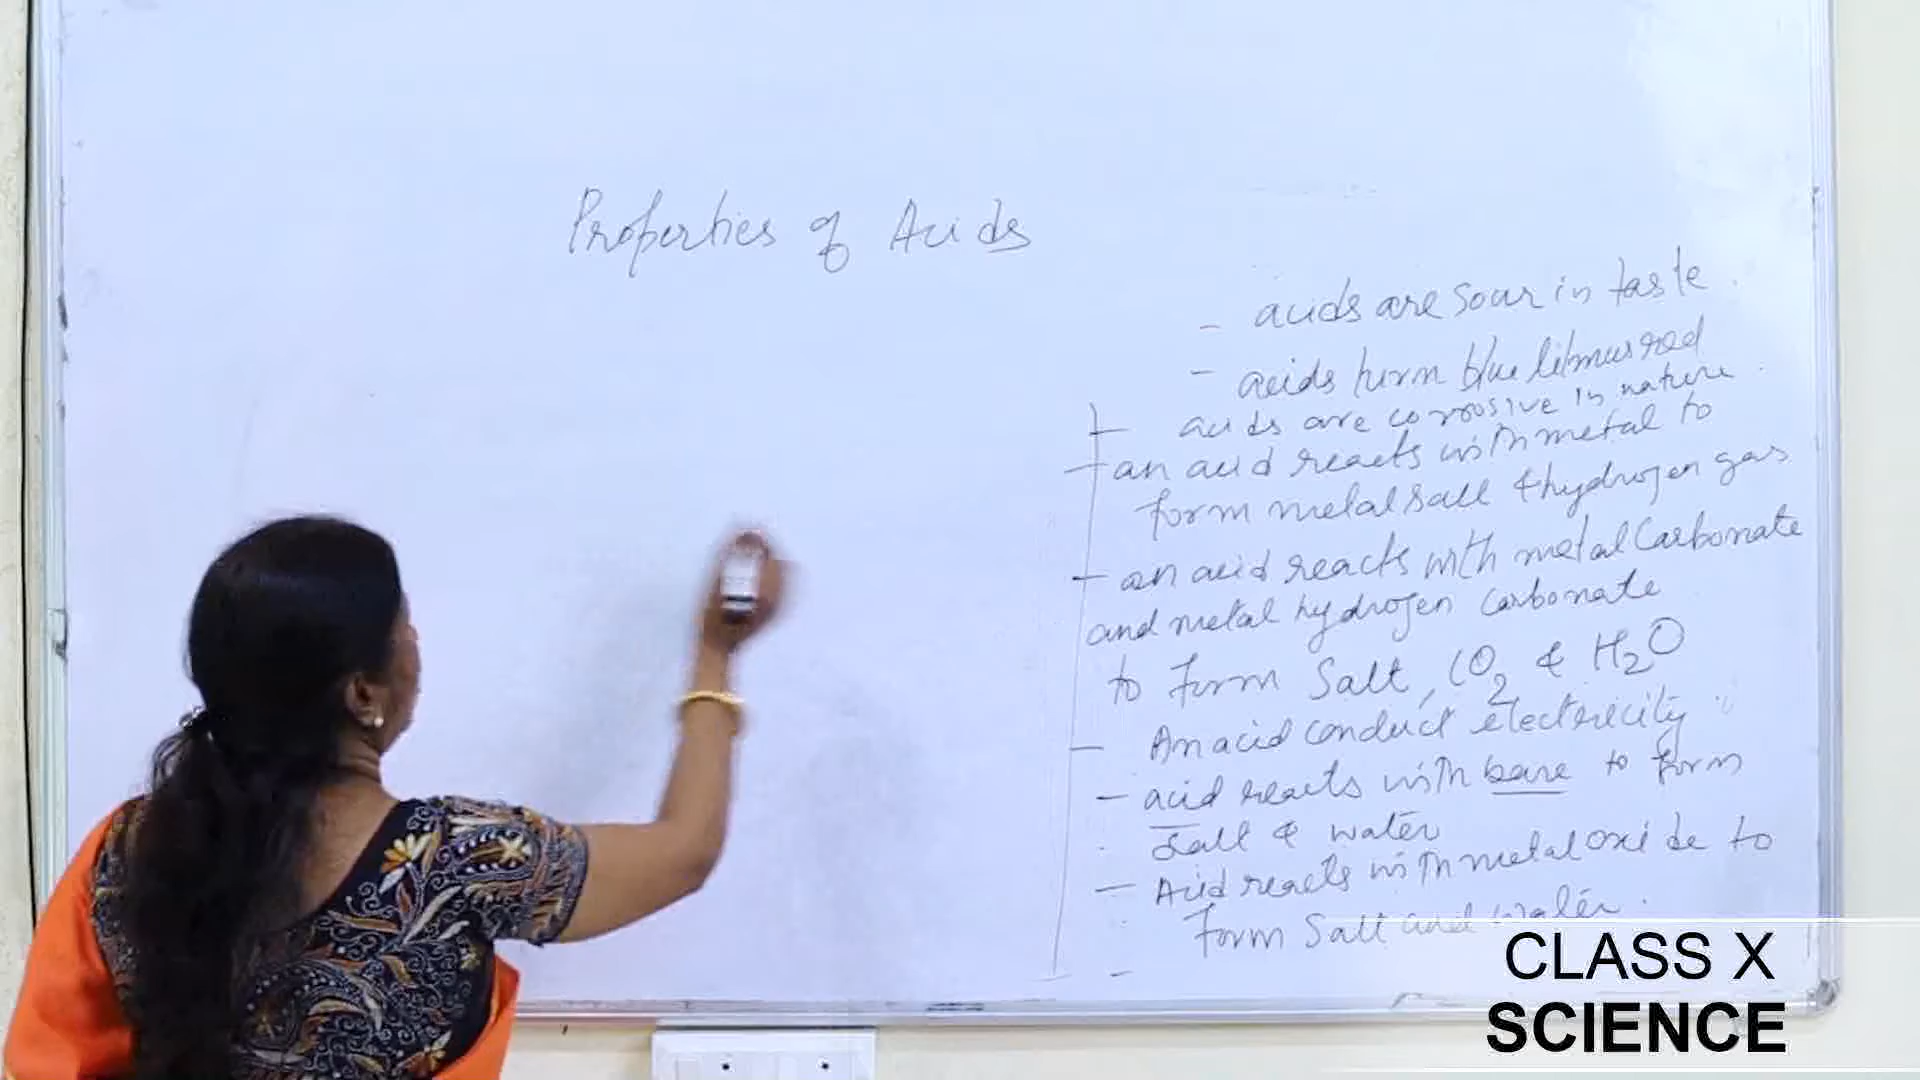 Properties of Acids
- acids are sour in taste.
- acids turn blue litmus red
- acids are corrosive in nature.
- an acid reacts with metal to
form metal salt & hydrogen gas
- an acid reacts with metal Carbonate
and metal hydrogen carbonate
to form Salt, CO2 & H2O
- An acid conduct electricity
- acid reacts with base to form
Salt & water
- Acid reacts with metal oxide to
form Salt and water.
-
CLASS X
SCIENCE